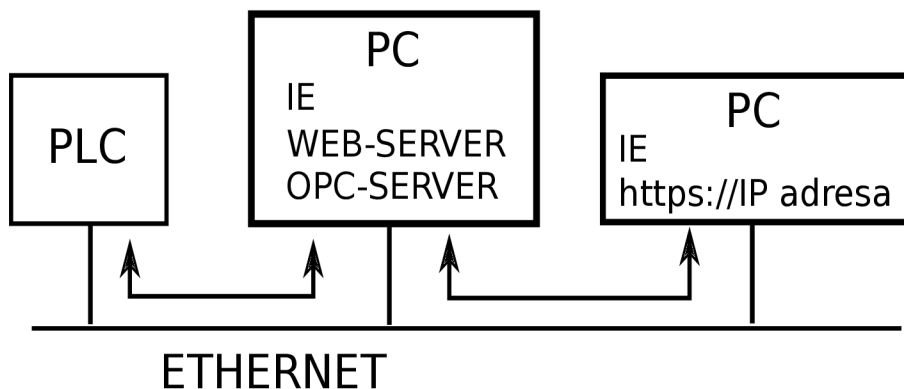 PLC
PC
IE
WEB-SERVER
OPC-SERVER
PC
IE
https://IP adresa
ETHERNET